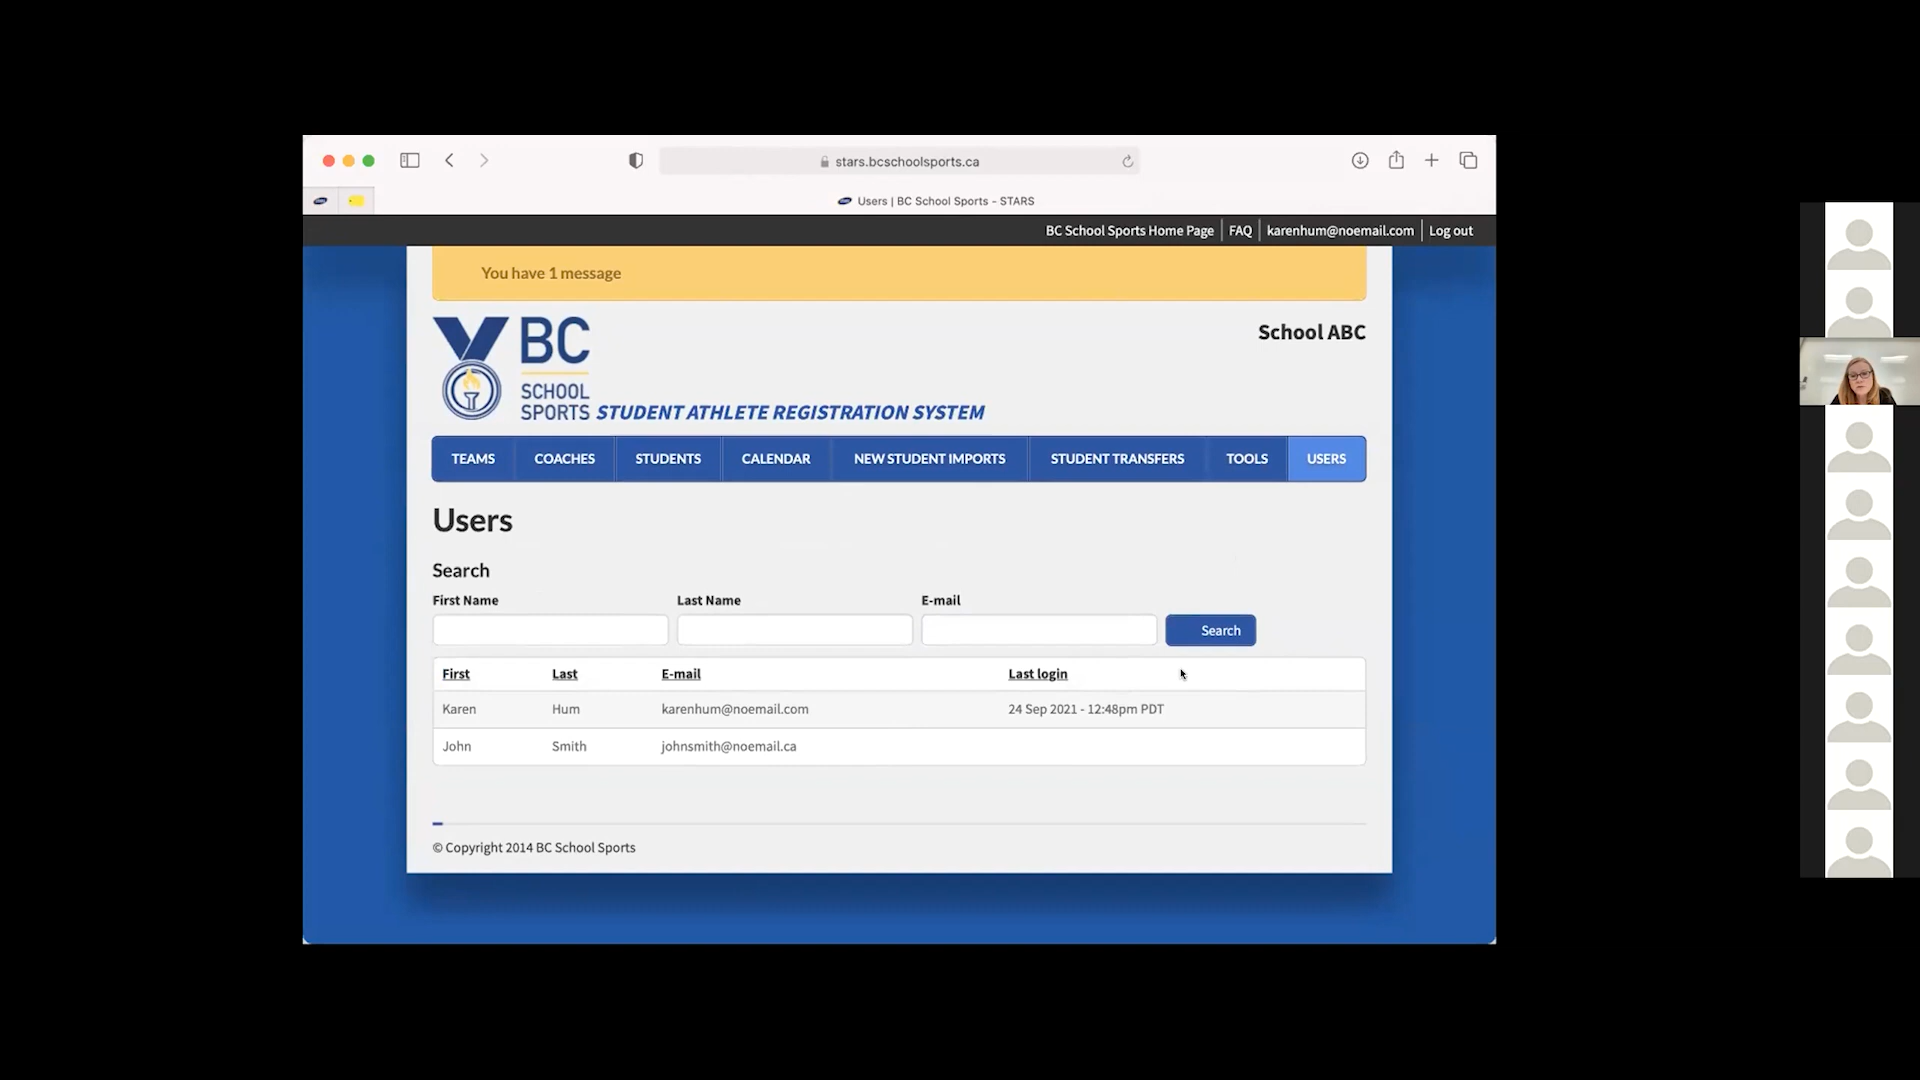 stars.bcschoolsports.ca
Users | BC School Sports - STARS
BC School Sports Home Page FAQ karenhum@noemail.com Log out
You have 1 message
BC
SCHOOL
SPORTS
STUDENT ATHLETE REGISTRATION SYSTEM
School ABC
TEAMS COACHES STUDENTS CALENDAR NEW STUDENT IMPORTS STUDENT TRANSFERS TOOLS USERS
Users
Search
First Name Last Name E-mail
Search
First Last E-mail Last login
Karen Hum karenhum@noemail.com 24 Sep 2021 - 12:48pm PDT
John Smith johnsmith@noemail.ca
© Copyright 2014 BC School Sports